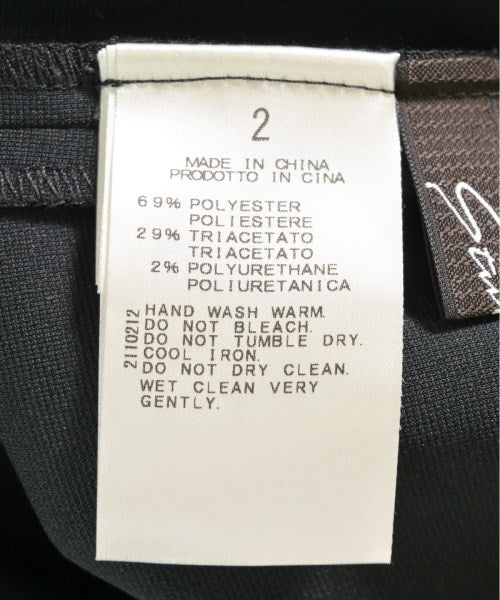 2
MADE IN CHINA
PRODOTTO IN CINA
69% POLYESTER
POLIESTERE
29% TRIACETATO
TRIACETATO
2% POLYURETHANE
POLIURETANICA
2110212
HAND WASH WARM.
DO NOT BLEACH.
DO NOT TUMBLE DRY.
COOL IRON.
DO NOT DRY CLEAN.
WET CLEAN VERY
GENTLY.